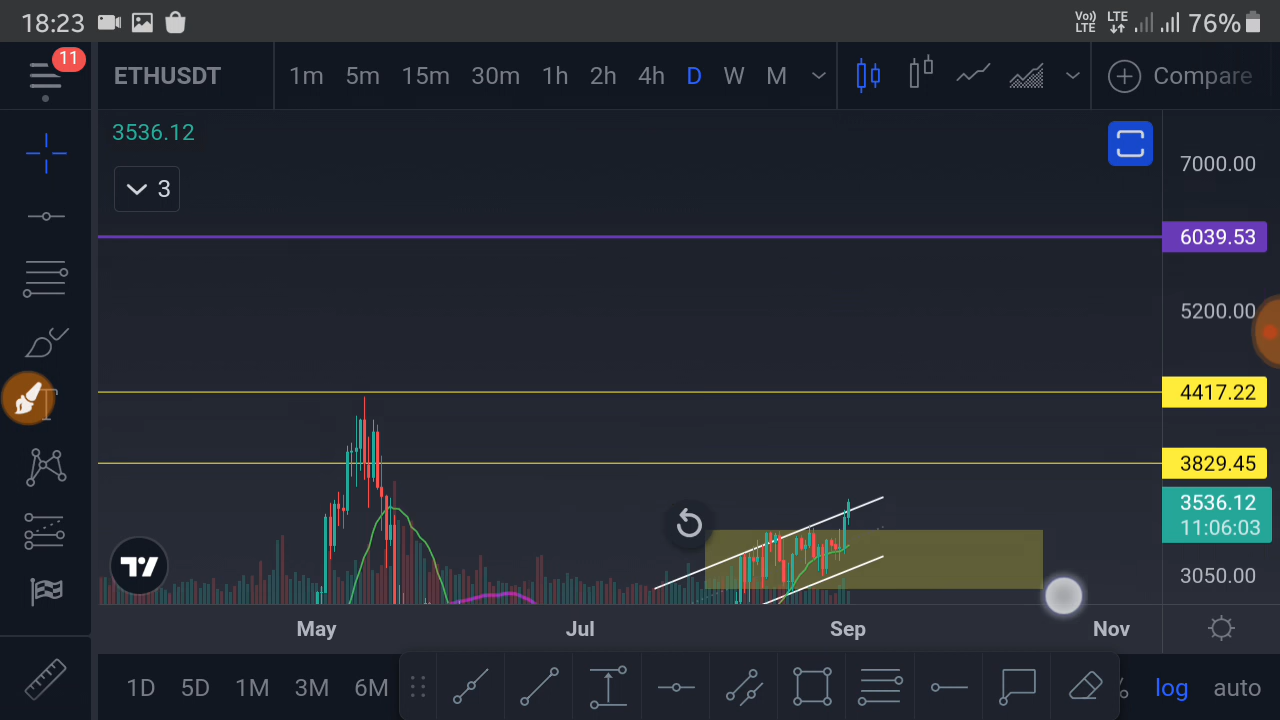 18:23 Vo)) LTE LTE 76%
11
ETHUSDT 1m 5m 15m 30m 1h 2h 4h D W M Compare
3536.12
3
7000.00
6039.53
5200.00
4417.22
3829.45
3536.12
11:06:03
3050.00
T
May Jul Sep Nov
1D 5D 1M 3M 6M % log auto